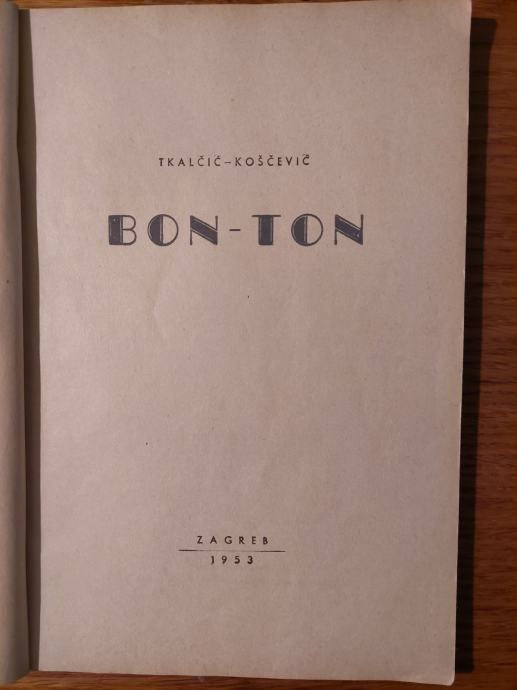 TKALČIĆ-KOŠČEVIĆ
BON-TON
ZAGREB
1953